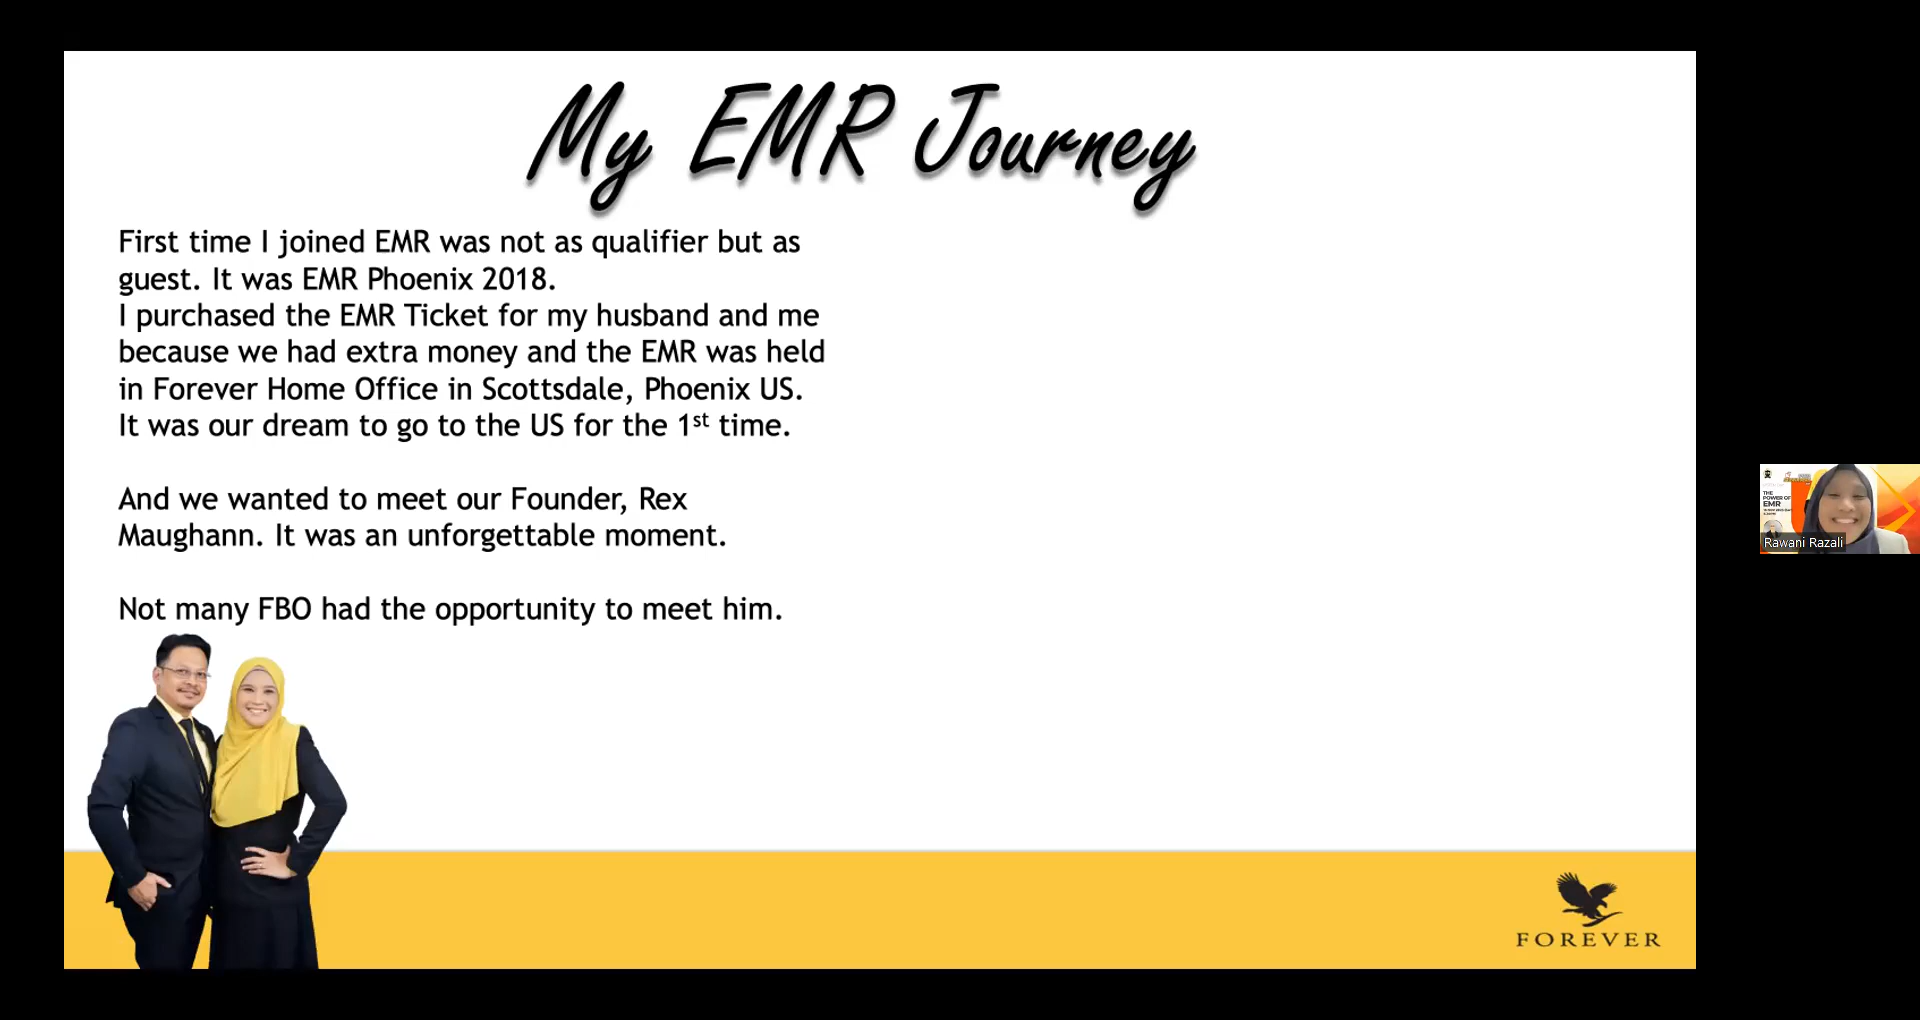 My EMR Journey
First time I joined EMR was not as qualifier but as
guest. It was EMR Phoenix 2018.
I purchased the EMR Ticket for my husband and me
because we had extra money and the EMR was held
in Forever Home Office in Scottsdale, Phoenix US.
It was our dream to go to the US for the 1st time.
And we wanted to meet our Founder, Rex
Maughann. It was an unforgettable moment.
Not many FBO had the opportunity to meet him.
FOREVER
THE
POWER OF
EMR
Rawani Razali